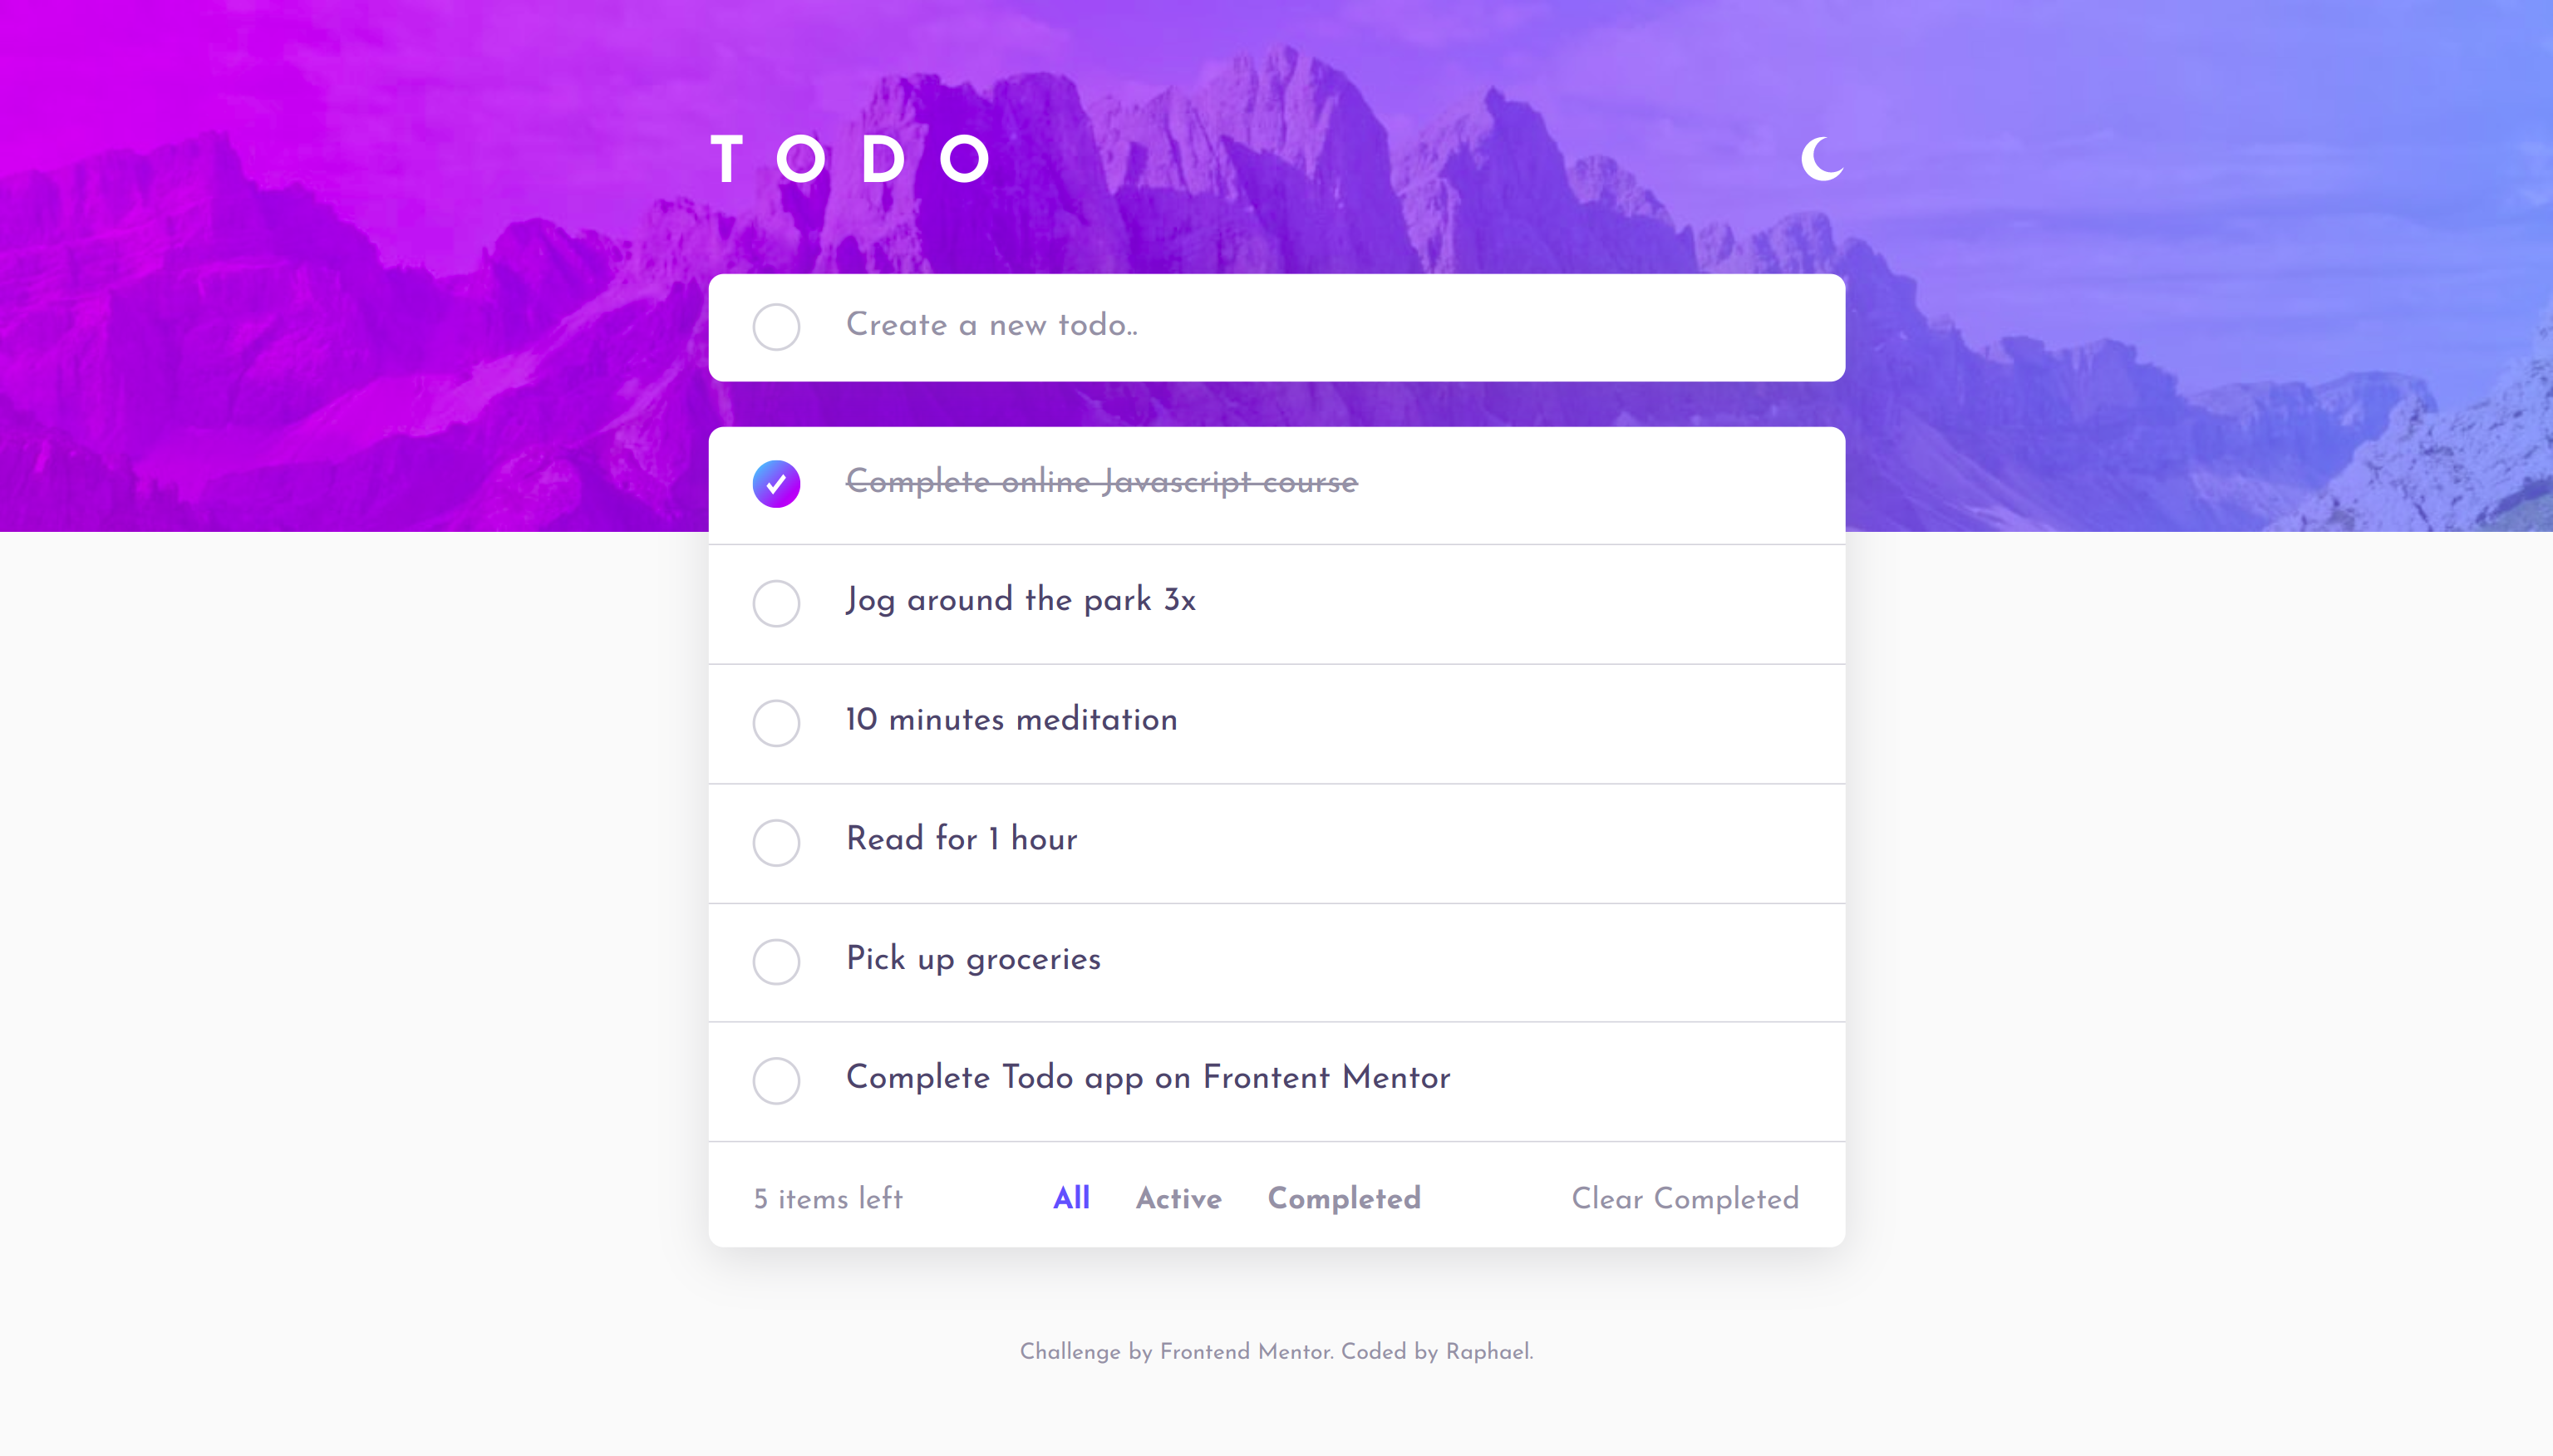 TODO
Create a new todo..
Complete online Javascript course
Jog around the park 3x
10 minutes meditation
Read for 1 hour
Pick up groceries
Complete Todo app on Frontent Mentor
5 items left All Active Completed Clear Completed
Challenge by Frontend Mentor. Coded by Raphael.